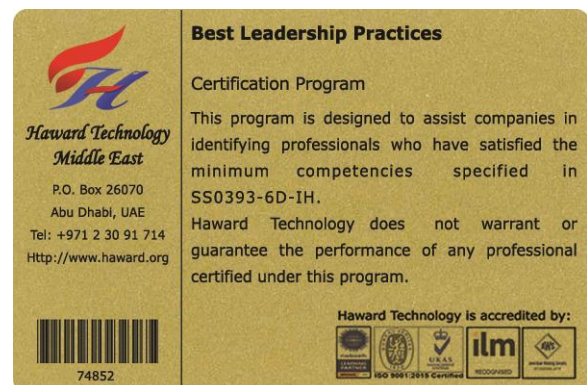 Haward Technology
Middle East
P.O. Box 26070
Abu Dhabi, UAE
Tel: +971 2 30 91 714
Http://www.haward.org
74852
Best Leadership Practices
Certification Program
This program is designed to assist companies in
identifying professionals who have satisfied the
minimum competencies specified in
SS0393-6D-IH.
Haward Technology does not warrant or
guarantee the performance of any professional
certified under this program.
Haward Technology is accredited by:
UKAS
ISO 9001:2015 Certified
ilm
RECOGNISED
AWS